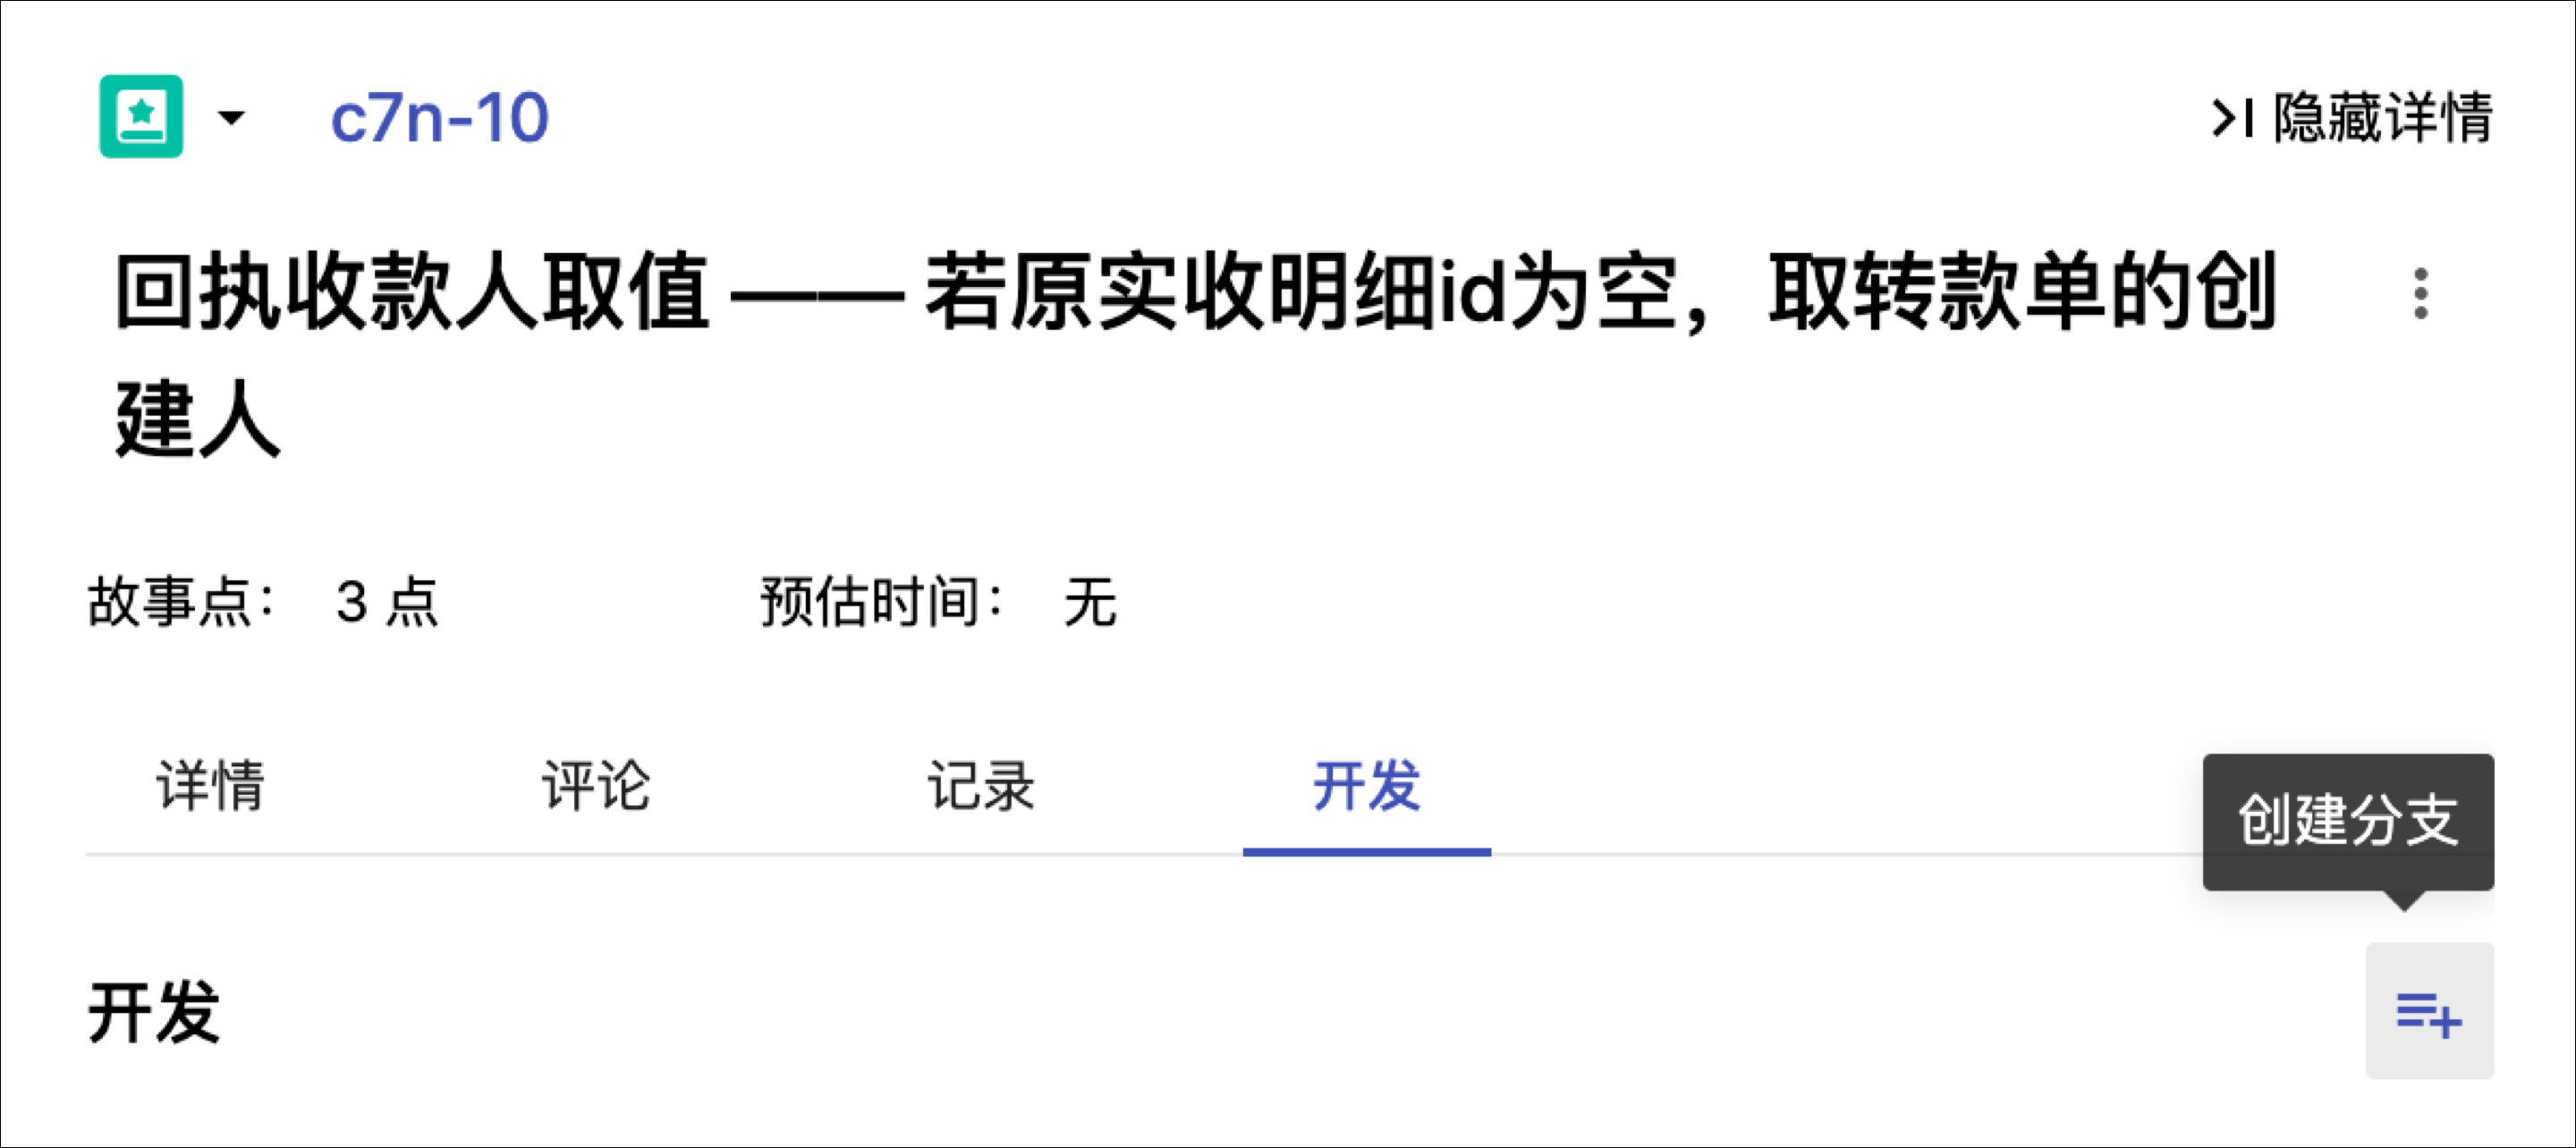 c7n-10
隐藏详情
回执收款人取值 —— 若原实收明细id为空，取转款单的创
建人
故事点： 3 点 预估时间： 无
详情 评论 记录 开发
创建分支
开发